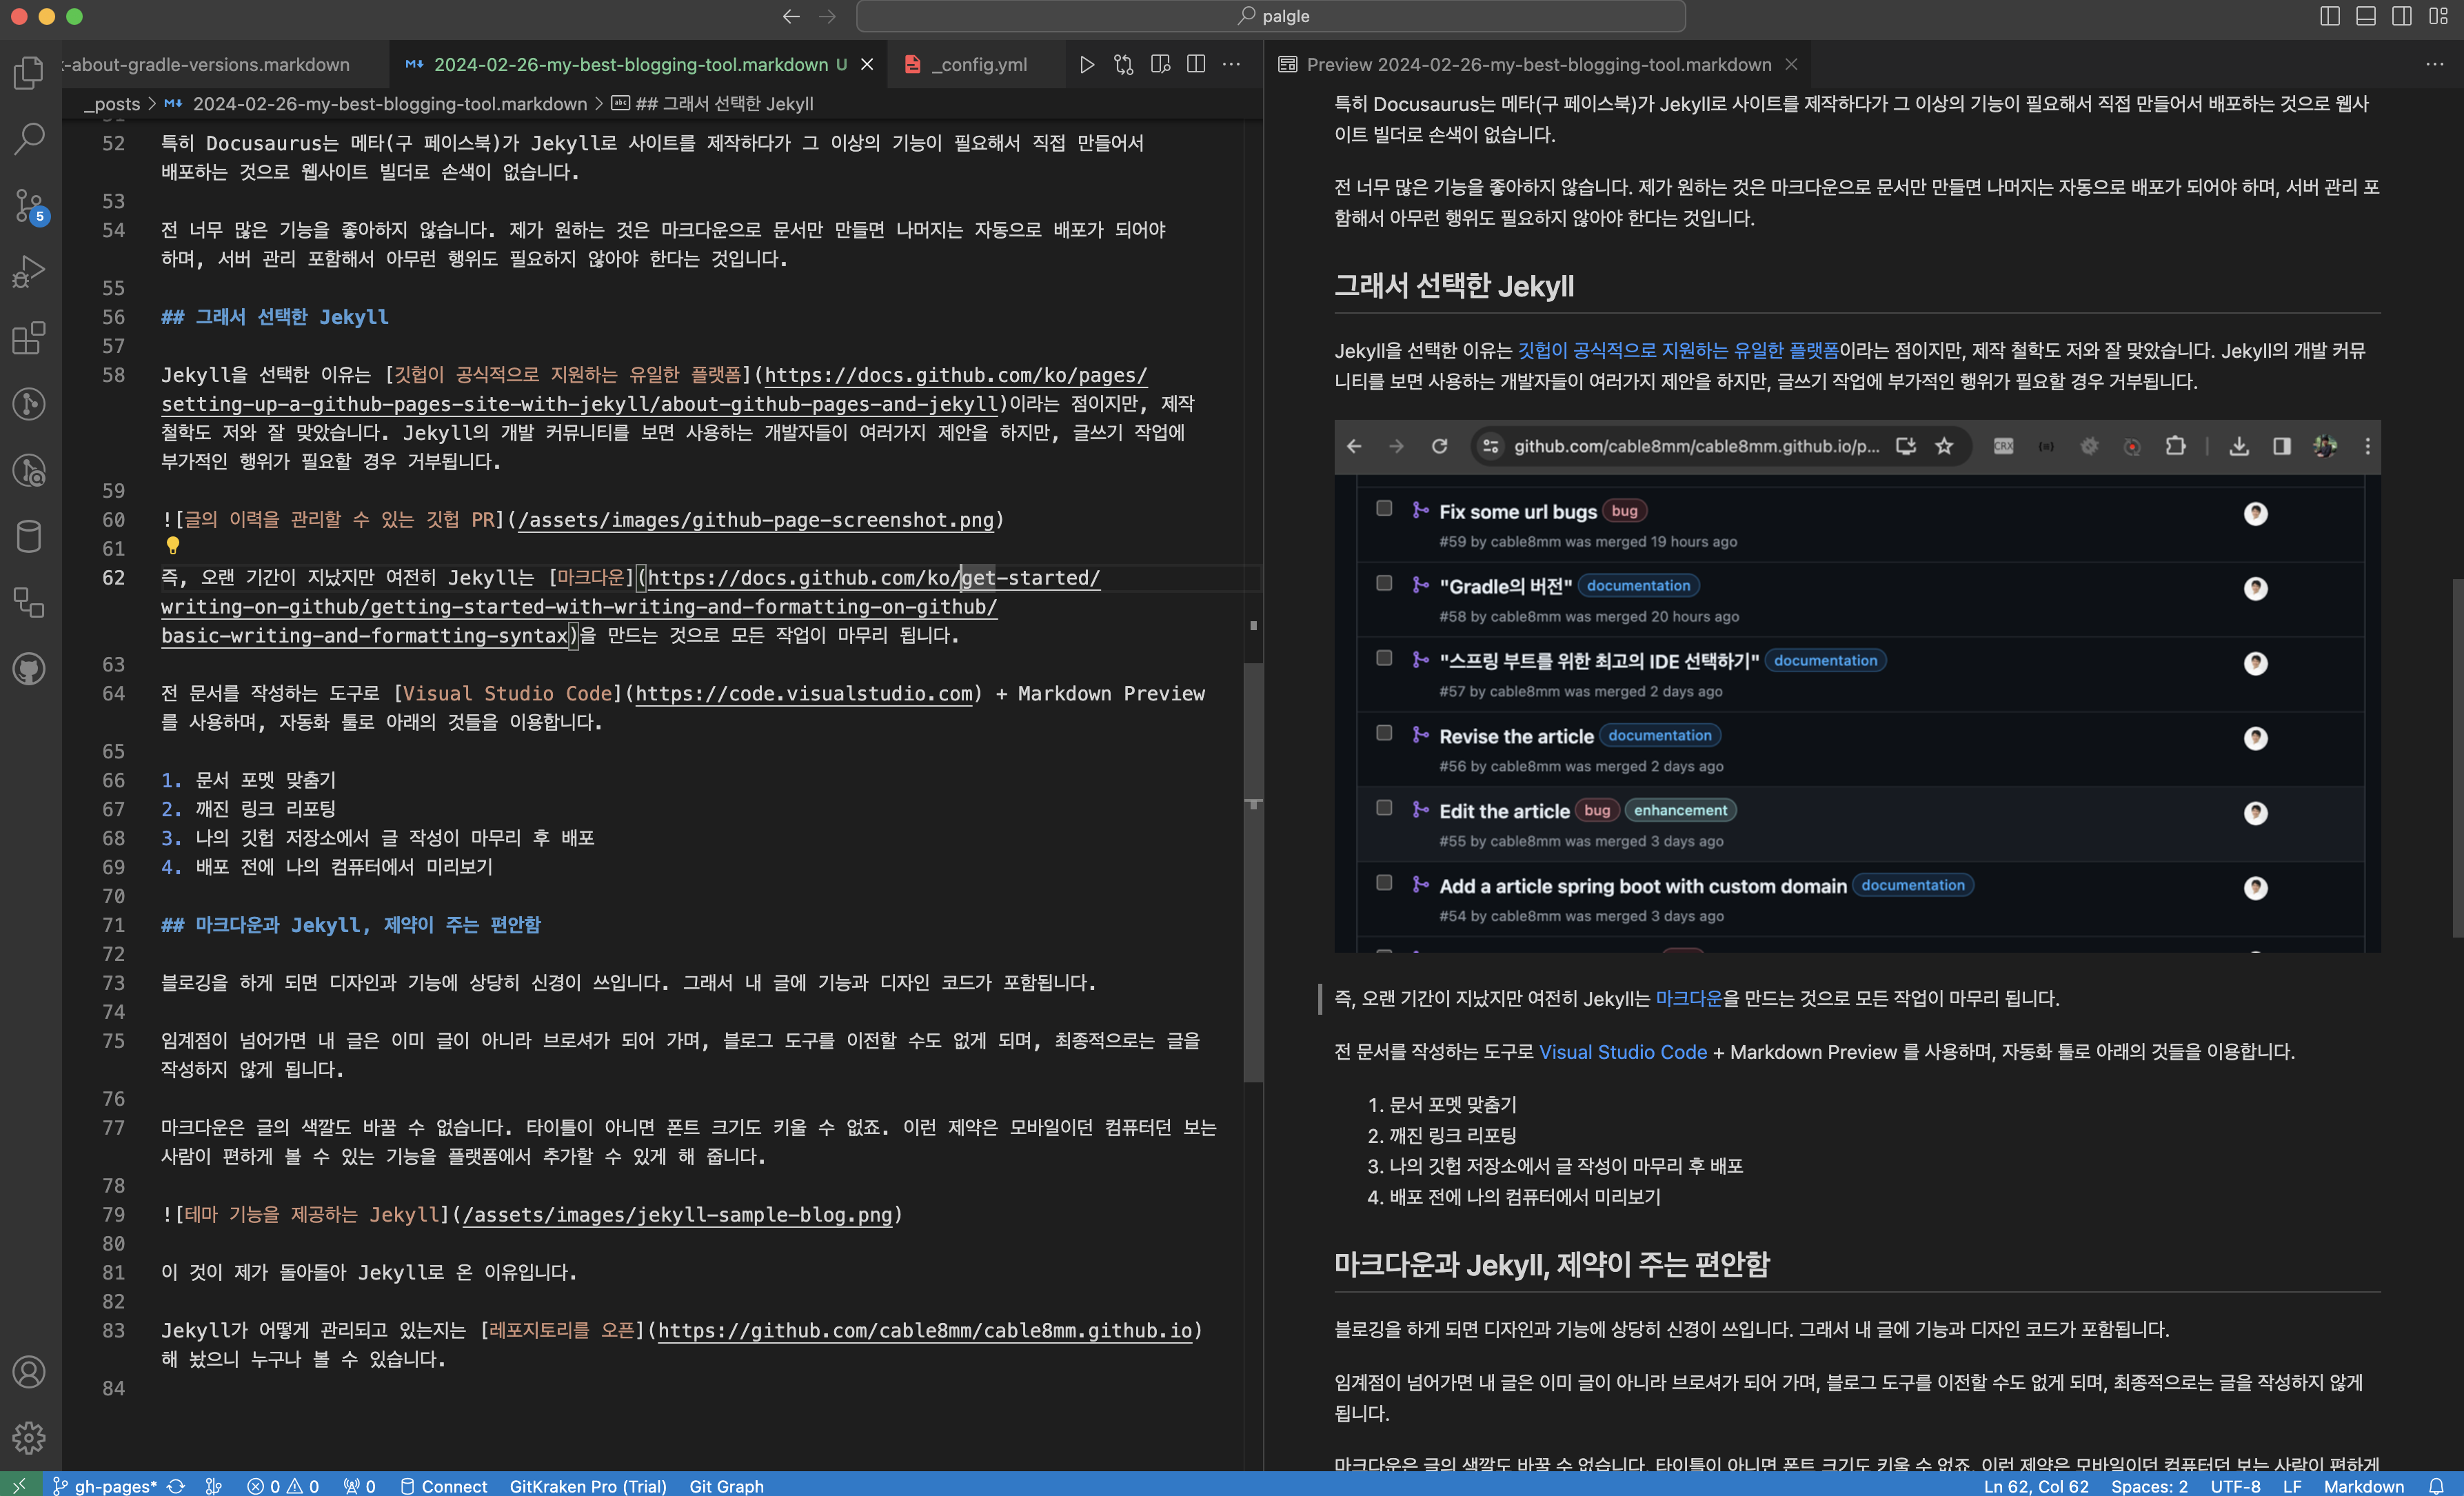 palgle
k-about-gradle-versions.markdown
2024-02-26-my-best-blogging-tool.markdown U
_config.yml
Preview 2024-02-26-my-best-blogging-tool.markdown
_posts > 2024-02-26-my-best-blogging-tool.markdown > ## 그래서 선택한 Jekyll
5
52 특히 Docusaurus는 메타(구 페이스북)가 Jekyll로 사이트를 제작하다가 그 이상의 기능이 필요해서 직접 만들어서
배포하는 것으로 웹사이트 빌더로 손색이 없습니다.
53
54 전 너무 많은 기능을 좋아하지 않습니다. 제가 원하는 것은 마크다운으로 문서만 만들면 나머지는 자동으로 배포가 되어야
하며, 서버 관리 포함해서 아무런 행위도 필요하지 않아야 한다는 것입니다.
55
56 ## 그래서 선택한 Jekyll
57
58 Jekyll을 선택한 이유는 [깃헙이 공식적으로 지원하는 유일한 플랫폼](https://docs.github.com/ko/pages/
setting-up-a-github-pages-site-with-jekyll/about-github-pages-and-jekyll)이라는 점이지만, 제작
철학도 저와 잘 맞았습니다. Jekyll의 개발 커뮤니티를 보면 사용하는 개발자들이 여러가지 제안을 하지만, 글쓰기 작업에
부가적인 행위가 필요할 경우 거부됩니다.
59
60 ![글의 이력을 관리할 수 있는 깃헙 PR](/assets/images/github-page-screenshot.png)
61
62 즉, 오랜 기간이 지났지만 여전히 Jekyll는 [마크다운](https://docs.github.com/ko/get-started/
writing-on-github/getting-started-with-writing-and-formatting-on-github/
basic-writing-and-formatting-syntax)을 만드는 것으로 모든 작업이 마무리 됩니다.
63
64 전 문서를 작성하는 도구로 [Visual Studio Code](https://code.visualstudio.com) + Markdown Preview
를 사용하며, 자동화 툴로 아래의 것들을 이용합니다.
65
66 1. 문서 포멧 맞춤기
67 2. 깨진 링크 리포팅
68 3. 나의 깃헙 저장소에서 글 작성이 마무리 후 배포
69 4. 배포 전에 나의 컴퓨터에서 미리보기
70
71 ## 마크다운과 Jekyll, 제약이 주는 편안함
72
73 블로깅을 하게 되면 디자인과 기능에 상당히 신경이 쓰입니다. 그래서 내 글에 기능과 디자인 코드가 포함됩니다.
74
75 임계점이 넘어가면 내 글은 이미 글이 아니라 브로셔가 되어 가며, 블로그 도구를 이전할 수도 없게 되며, 최종적으로는 글을
작성하지 않게 됩니다.
76
77 마크다운은 글의 색깔도 바꿀 수 없습니다. 타이틀이 아니면 폰트 크기도 키울 수 없죠. 이런 제약은 모바일이던 컴퓨터던 보는
사람이 편하게 볼 수 있는 기능을 플랫폼에서 추가할 수 있게 해 줍니다.
78
79 ![테마 기능을 제공하는 Jekyll](/assets/images/jekyll-sample-blog.png)
80
81 이 것이 제가 돌아돌아 Jekyll로 온 이유입니다.
82
83 Jekyll가 어떻게 관리되고 있는지는 [레포지토리를 오픈](https://github.com/cable8mm/cable8mm.github.io)
해 놨으니 누구나 볼 수 있습니다.
84
특히 Docusaurus는 메타(구 페이스북)가 Jekyll로 사이트를 제작하다가 그 이상의 기능이 필요해서 직접 만들어서 배포하는 것으로 웹사
이트 빌더로 손색이 없습니다.
전 너무 많은 기능을 좋아하지 않습니다. 제가 원하는 것은 마크다운으로 문서만 만들면 나머지는 자동으로 배포가 되어야 하며, 서버 관리 포
함해서 아무런 행위도 필요하지 않아야 한다는 것입니다.
그래서 선택한 Jekyll
Jekyll을 선택한 이유는 깃헙이 공식적으로 지원하는 유일한 플랫폼이라는 점이지만, 제작 철학도 저와 잘 맞았습니다. Jekyll의 개발 커뮤
니티를 보면 사용하는 개발자들이 여러가지 제안을 하지만, 글쓰기 작업에 부가적인 행위가 필요할 경우 거부됩니다.
github.com/cable8mm/cable8mm.github.io/p...
CRX
Fix some url bugs bug
#59 by cable8mm was merged 19 hours ago
"Gradle의 버전" documentation
#58 by cable8mm was merged 20 hours ago
"스프링 부트를 위한 최고의 IDE 선택하기" documentation
#57 by cable8mm was merged 2 days ago
Revise the article documentation
#56 by cable8mm was merged 2 days ago
Edit the article bug enhancement
#55 by cable8mm was merged 3 days ago
Add a article spring boot with custom domain documentation
#54 by cable8mm was merged 3 days ago
즉, 오랜 기간이 지났지만 여전히 Jekyll는 마크다운을 만드는 것으로 모든 작업이 마무리 됩니다.
전 문서를 작성하는 도구로 Visual Studio Code + Markdown Preview 를 사용하며, 자동화 툴로 아래의 것들을 이용합니다.
1. 문서 포멧 맞춤기
2. 깨진 링크 리포팅
3. 나의 깃헙 저장소에서 글 작성이 마무리 후 배포
4. 배포 전에 나의 컴퓨터에서 미리보기
마크다운과 Jekyll, 제약이 주는 편안함
블로깅을 하게 되면 디자인과 기능에 상당히 신경이 쓰입니다. 그래서 내 글에 기능과 디자인 코드가 포함됩니다.
임계점이 넘어가면 내 글은 이미 글이 아니라 브로셔가 되어 가며, 블로그 도구를 이전할 수도 없게 되며, 최종적으로는 글을 작성하지 않게
됩니다.
마크다운은 글의 색깔도 바꿀 수 없습니다. 타이틀이 아니면 폰트 크기도 키울 수 없죠. 이런 제약은 모바일이던 컴퓨터던 보는 사람이 편하게
gh-pages* 0 0 0 Connect GitKraken Pro (Trial) Git Graph
Ln 62, Col 62 Spaces: 2 UTF-8 LF Markdown